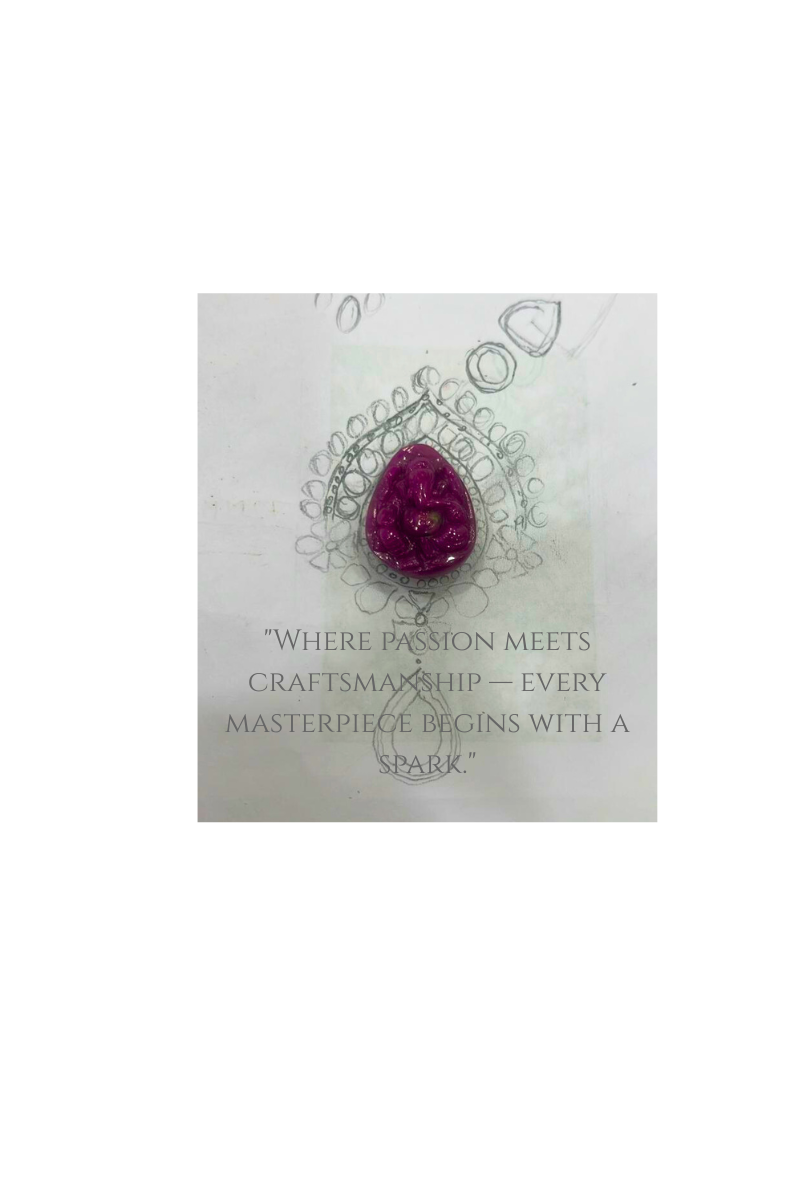 "Where passion meets
craftsmanship — every
masterpiece begins with a
spark."